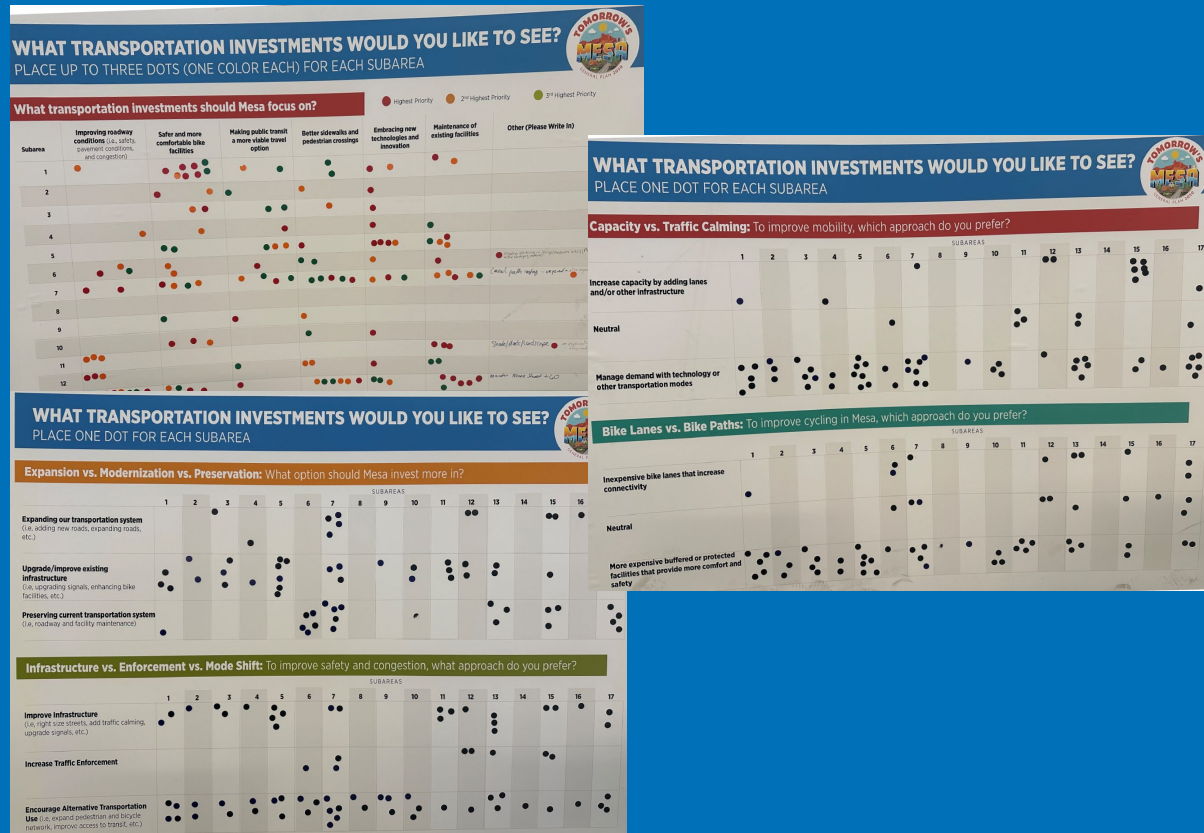 WHAT TRANSPORTATION INVESTMENTS WOULD YOU LIKE TO SEE?
PLACE UP TO THREE DOTS (ONE COLOR EACH) FOR EACH SUBAREA
TOMORROW'S
MESA
GENERAL PLAN
What transportation investments should Mesa focus on?
Highest Priority
2nd Highest Priority
3rd Highest Priority
Subarea
Improving roadway
conditions (i.e., safety,
pavement conditions,
and congestion)
Safer and more
comfortable bike
facilities
Making public transit
a more viable travel
option
Better sidewalks and
pedestrian crossings
Embracing new
technologies and
innovation
Maintenance of
existing facilities
Other (Please Write In)
1
2
3
4
5
6
7
8
9
10
11
12
WHAT TRANSPORTATION INVESTMENTS WOULD YOU LIKE TO SEE?
PLACE ONE DOT FOR EACH SUBAREA
TOMORROW'S
MESA
Capacity vs. Traffic Calming: To improve mobility, which approach do you prefer?
SUBAREAS
1 2 3 4 5 6 7 8 9 10 11 12 13 14 15 16 17
Increase capacity by adding lanes
and/or other infrastructure
Neutral
Manage demand with technology or
other transportation modes
Bike Lanes vs. Bike Paths: To improve cycling in Mesa, which approach do you prefer?
SUBAREAS
1 2 3 4 5 6 7 8 9 10 11 12 13 14 15 16 17
Inexpensive bike lanes that increase
connectivity
Neutral
More expensive buffered or protected
facilities that provide more comfort and
safety
WHAT TRANSPORTATION INVESTMENTS WOULD YOU LIKE TO SEE?
PLACE ONE DOT FOR EACH SUBAREA
Expansion vs. Modernization vs. Preservation: What option should Mesa invest more in?
SUBAREAS
1 2 3 4 5 6 7 8 9 10 11 12 13 14 15 16
Expanding our transportation system
(i.e, adding new roads, expanding roads,
etc.)
Upgrade/improve existing
infrastructure
(i.e, upgrading signals, enhancing bike
facilities, etc.)
Preserving current transportation system
(i.e, roadway and facility maintenance)
Infrastructure vs. Enforcement vs. Mode Shift: To improve safety and congestion, what approach do you prefer?
SUBAREAS
1 2 3 4 5 6 7 8 9 10 11 12 13 14 15 16 17
Improve Infrastructure
(i.e, right size streets, add traffic calming,
upgrade signals, etc.)
Increase Traffic Enforcement
Encourage Alternative Transportation
Use (i.e, expand pedestrian and bicycle
network, improve access to transit, etc.)